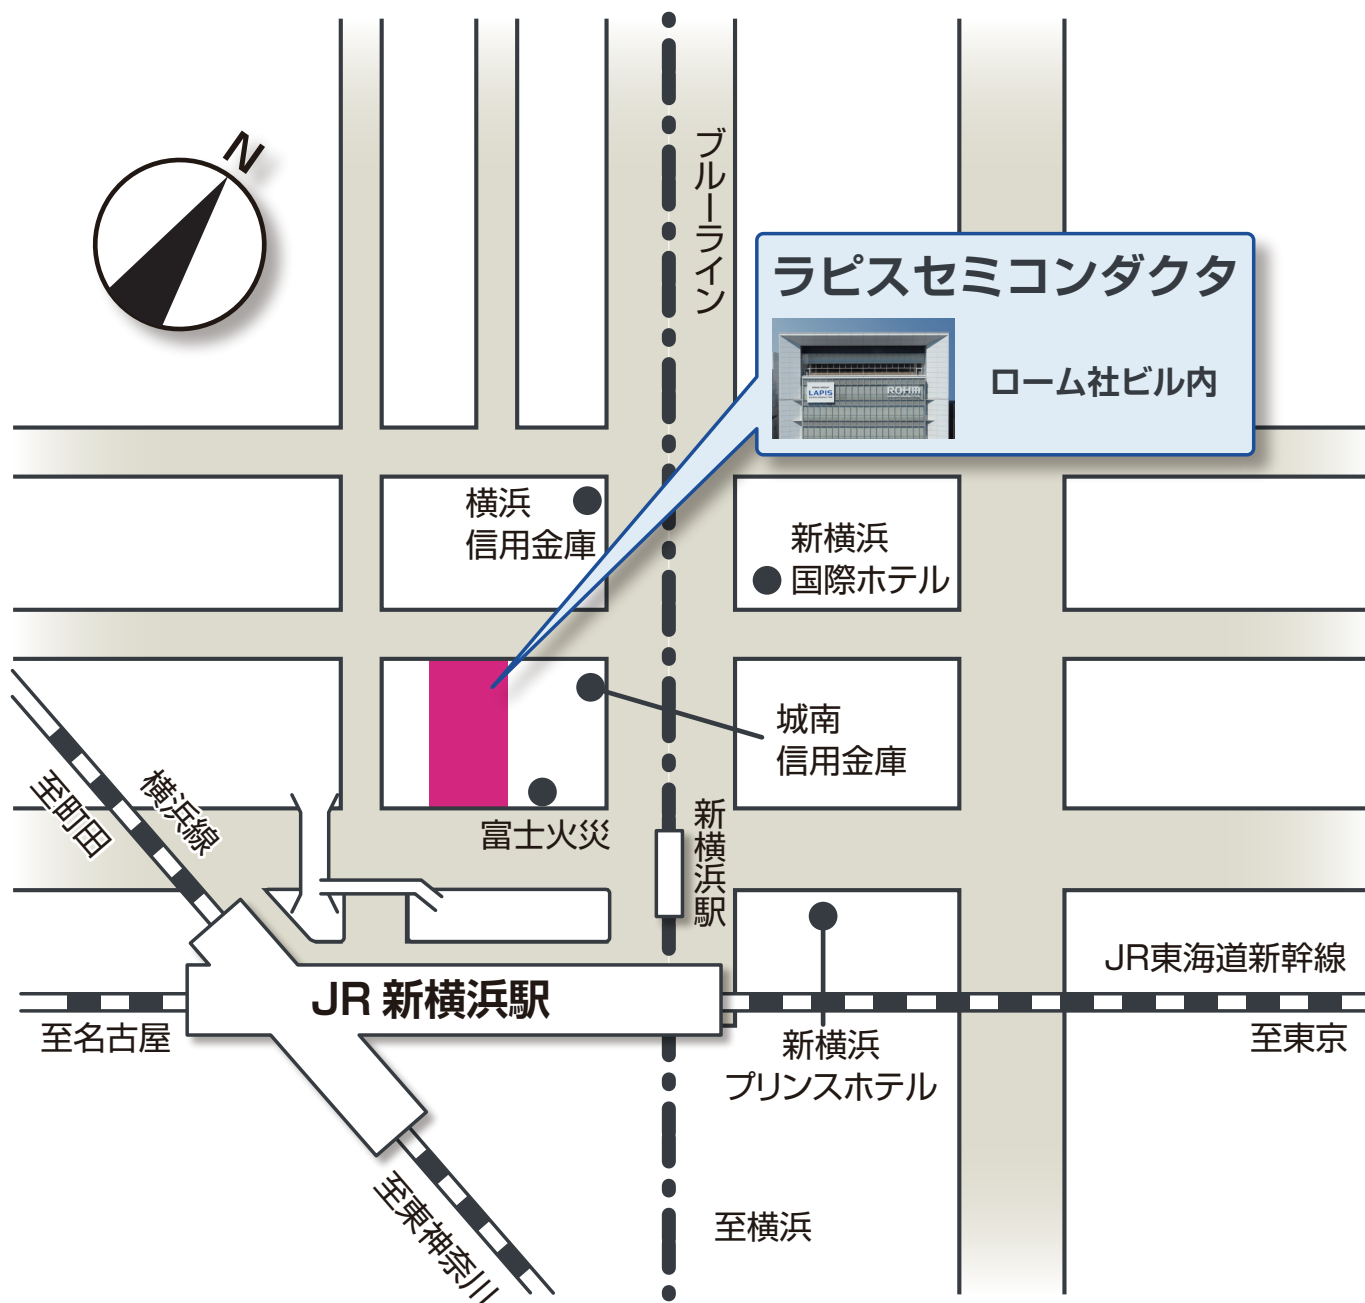 N
ブルーライン
ラピスセミコンダクタ
LAPIS
ROHM
ローム社ビル内
横浜
信用金庫
新横浜
国際ホテル
城南
信用金庫
富士火災
新横浜駅
横浜線
至町田
JR 新横浜駅
JR東海道新幹線
至名古屋
至東京
新横浜
プリンスホテル
至東神奈川
至横浜